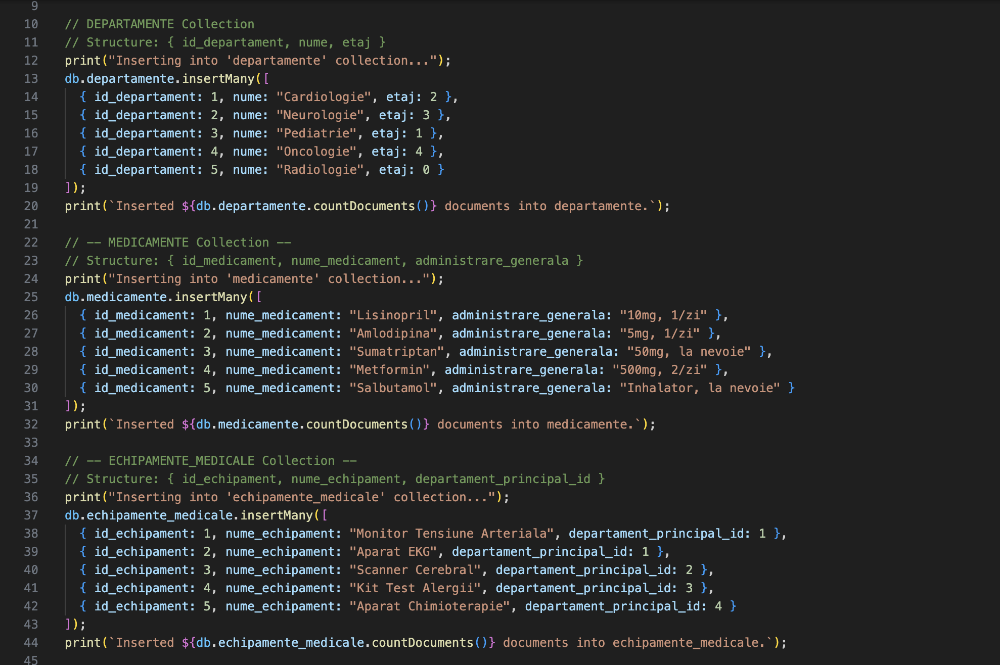 9
10 // DEPARTAMENTE Collection
11 // Structure: { id_departament, nume, etaj }
12 print("Inserting into 'departamente' collection...");
13 db.departamente.insertMany([
14   { id_departament: 1, nume: "Cardiologie", etaj: 2 },
15   { id_departament: 2, nume: "Neurologie", etaj: 3 },
16   { id_departament: 3, nume: "Pediatrie", etaj: 1 },
17   { id_departament: 4, nume: "Oncologie", etaj: 4 },
18   { id_departament: 5, nume: "Radiologie", etaj: 0 }
19 ]);
20 print(`Inserted ${db.departamente.countDocuments()} documents into departamente.`);
21
22 // -- MEDICAMENTE Collection --
23 // Structure: { id_medicament, nume_medicament, administrare_generala }
24 print("Inserting into 'medicamente' collection...");
25 db.medicamente.insertMany([
26   { id_medicament: 1, nume_medicament: "Lisinopril", administrare_generala: "10mg, 1/zi" },
27   { id_medicament: 2, nume_medicament: "Amlodipina", administrare_generala: "5mg, 1/zi" },
28   { id_medicament: 3, nume_medicament: "Sumatriptan", administrare_generala: "50mg, la nevoie" },
29   { id_medicament: 4, nume_medicament: "Metformin", administrare_generala: "500mg, 2/zi" },
30   { id_medicament: 5, nume_medicament: "Salbutamol", administrare_generala: "Inhalator, la nevoie" }
31 ]);
32 print(`Inserted ${db.medicamente.countDocuments()} documents into medicamente.`);
33
34 // -- ECHIPAMENTE_MEDICALE Collection --
35 // Structure: { id_echipament, nume_echipament, departament_principal_id }
36 print("Inserting into 'echipamente_medicale' collection...");
37 db.echipamente_medicale.insertMany([
38   { id_echipament: 1, nume_echipament: "Monitor Tensiune Arteriala", departament_principal_id: 1 },
39   { id_echipament: 2, nume_echipament: "Aparat EKG", departament_principal_id: 1 },
40   { id_echipament: 3, nume_echipament: "Scanner Cerebral", departament_principal_id: 2 },
41   { id_echipament: 4, nume_echipament: "Kit Test Alergii", departament_principal_id: 3 },
42   { id_echipament: 5, nume_echipament: "Aparat Chimioterapie", departament_principal_id: 4 }
43 ]);
44 print(`Inserted ${db.echipamente_medicale.countDocuments()} documents into echipamente_medicale.`);
45